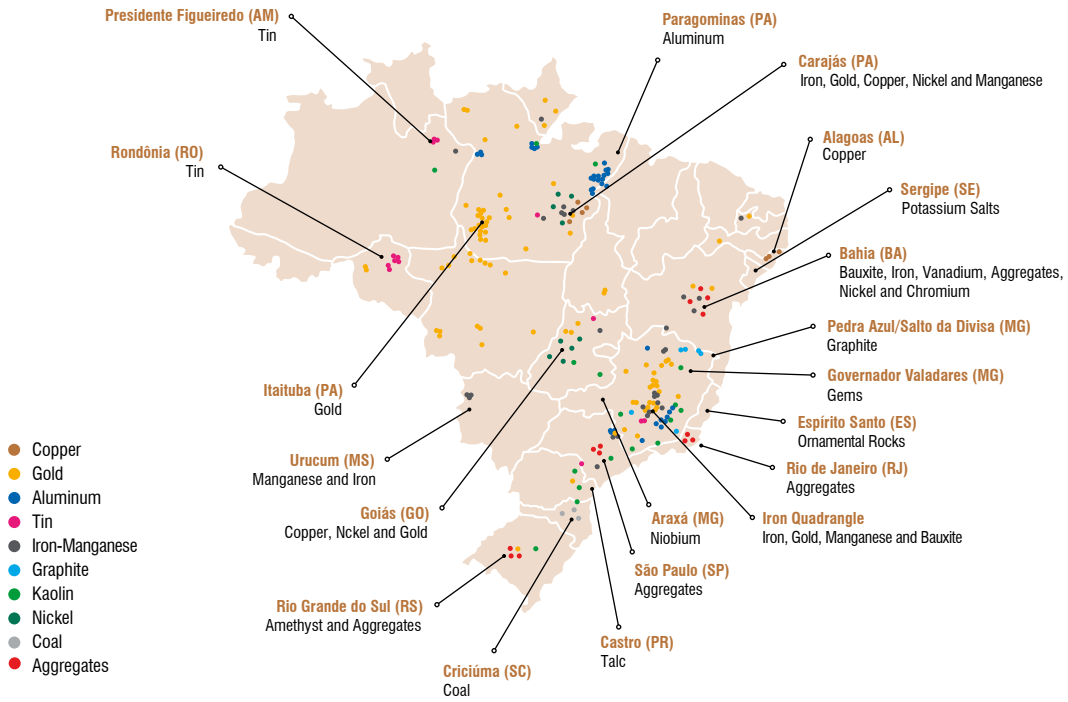 Presidente Figueiredo (AM)
Tin
Paragominas (PA)
Aluminum
Carajás (PA)
Iron, Gold, Copper, Nickel and Manganese
Rondônia (RO)
Tin
Alagoas (AL)
Copper
Sergipe (SE)
Potassium Salts
Bahia (BA)
Bauxite, Iron, Vanadium, Aggregates,
Nickel and Chromium
Pedra Azul/Salto da Divisa (MG)
Graphite
Governador Valadares (MG)
Gems
Itaituba (PA)
Gold
Espírito Santo (ES)
Ornamental Rocks
Urucum (MS)
Manganese and Iron
Rio de Janeiro (RJ)
Aggregates
Goiás (GO)
Copper, Nckel and Gold
Araxá (MG)
Niobium
Iron Quadrangle
Iron, Gold, Manganese and Bauxite
São Paulo (SP)
Aggregates
Rio Grande do Sul (RS)
Amethyst and Aggregates
Castro (PR)
Talc
Criciúma (SC)
Coal
Copper
Gold
Aluminum
Tin
Iron-Manganese
Graphite
Kaolin
Nickel
Coal
Aggregates